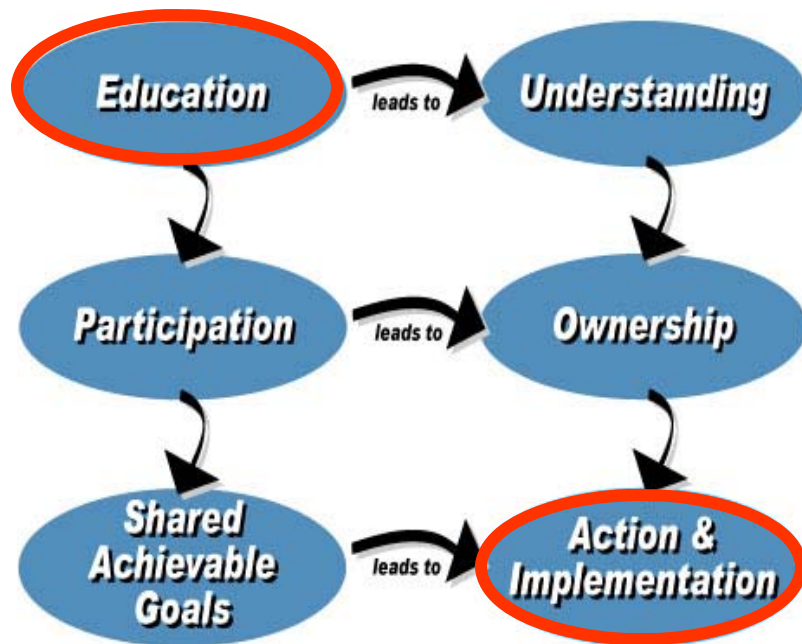 Education
leads to
Understanding
Participation
leads to
Ownership
Shared
Achievable
Goals
leads to
Action &
Implementation